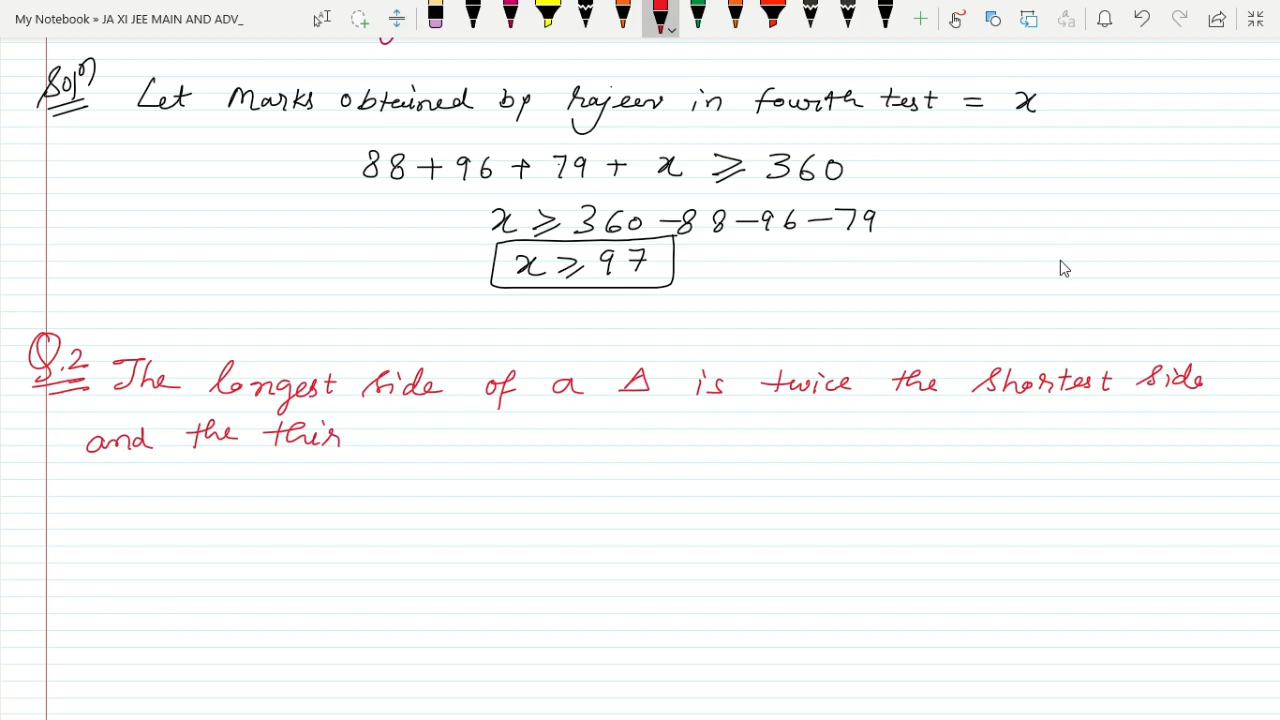 My Notebook » JA XI JEE MAIN AND ADV_
Solⁿ Let Marks obtained by rajeev in fourth test = x
88 + 96 + 79 + x ⩾ 360
x ⩾ 360 - 88 - 96 - 79
x ⩾ 97
Q.2 The longest side of a Δ is twice the shortest side
and the thir